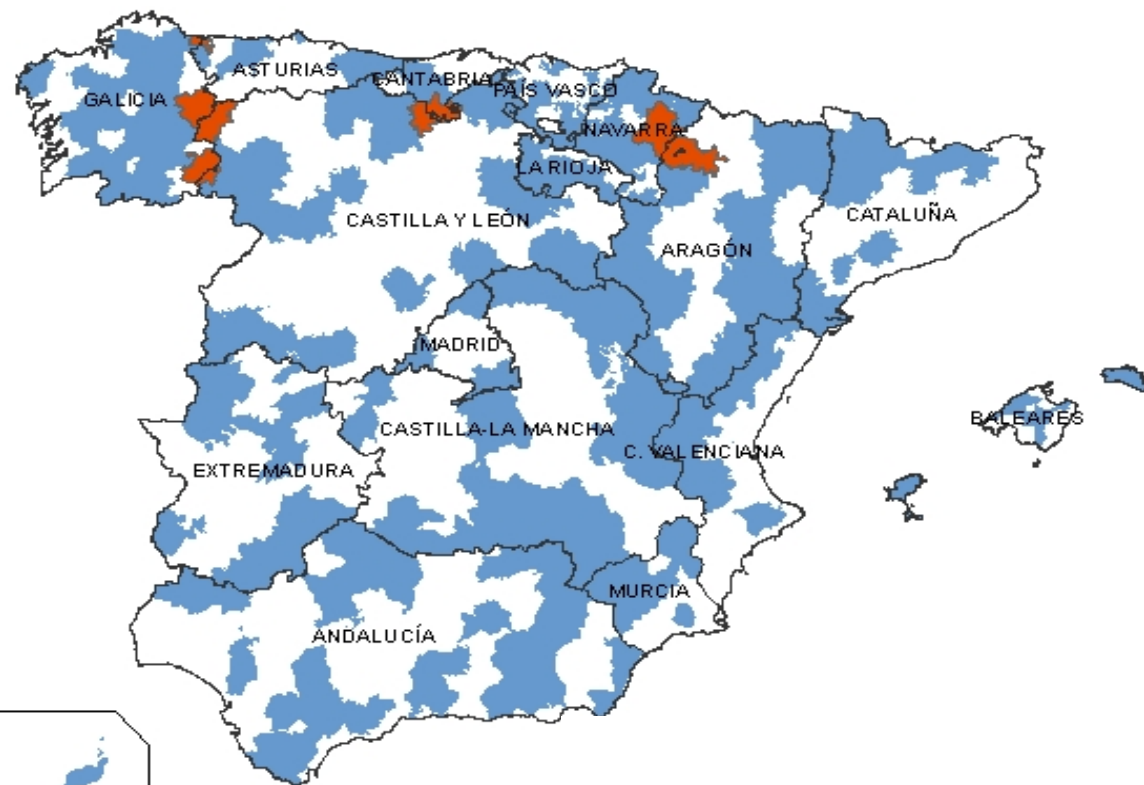 ASTURIAS
CANTABRIA
PAÍS VASCO
GALICIA
NAVARRA
LA RIOJA
CASTILLA Y LEÓN
CATALUÑA
ARAGÓN
MADRID
BALEARES
CASTILLA-LA MANCHA
C. VALENCIANA
EXTREMADURA
MURCIA
ANDALUCÍA